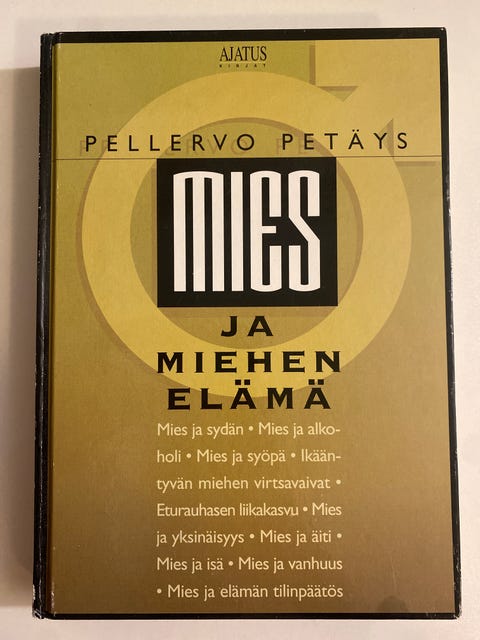 AJATUS
KIRJAT
PELLERVO PETÄYS
MIES
JA
MIEHEN
ELÄMÄ
Mies ja sydän • Mies ja alko-
holi • Mies ja syöpä • Ikään-
tyvän miehen virtsavaivat •
Eturauhasen liikakasvu • Mies
ja yksinäisyys • Mies ja äiti •
Mies ja isä • Mies ja vanhuus
• Mies ja elämän tilinpäätös